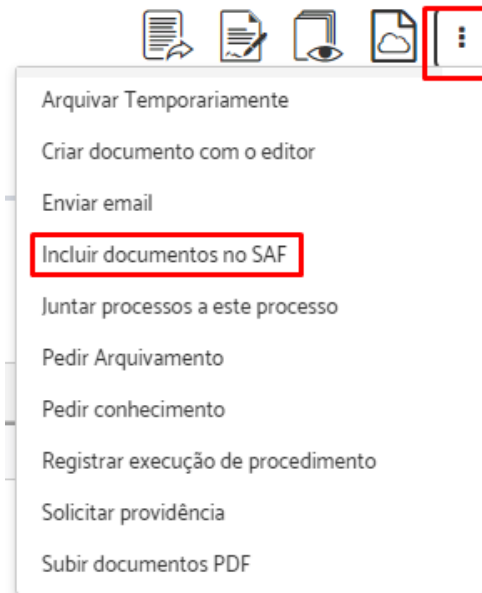 Arquivar Temporariamente
Criar documento com o editor
Enviar email
Incluir documentos no SAF
Juntar processos a este processo
Pedir Arquivamento
Pedir conhecimento
Registrar execução de procedimento
Solicitar providência
Subir documentos PDF